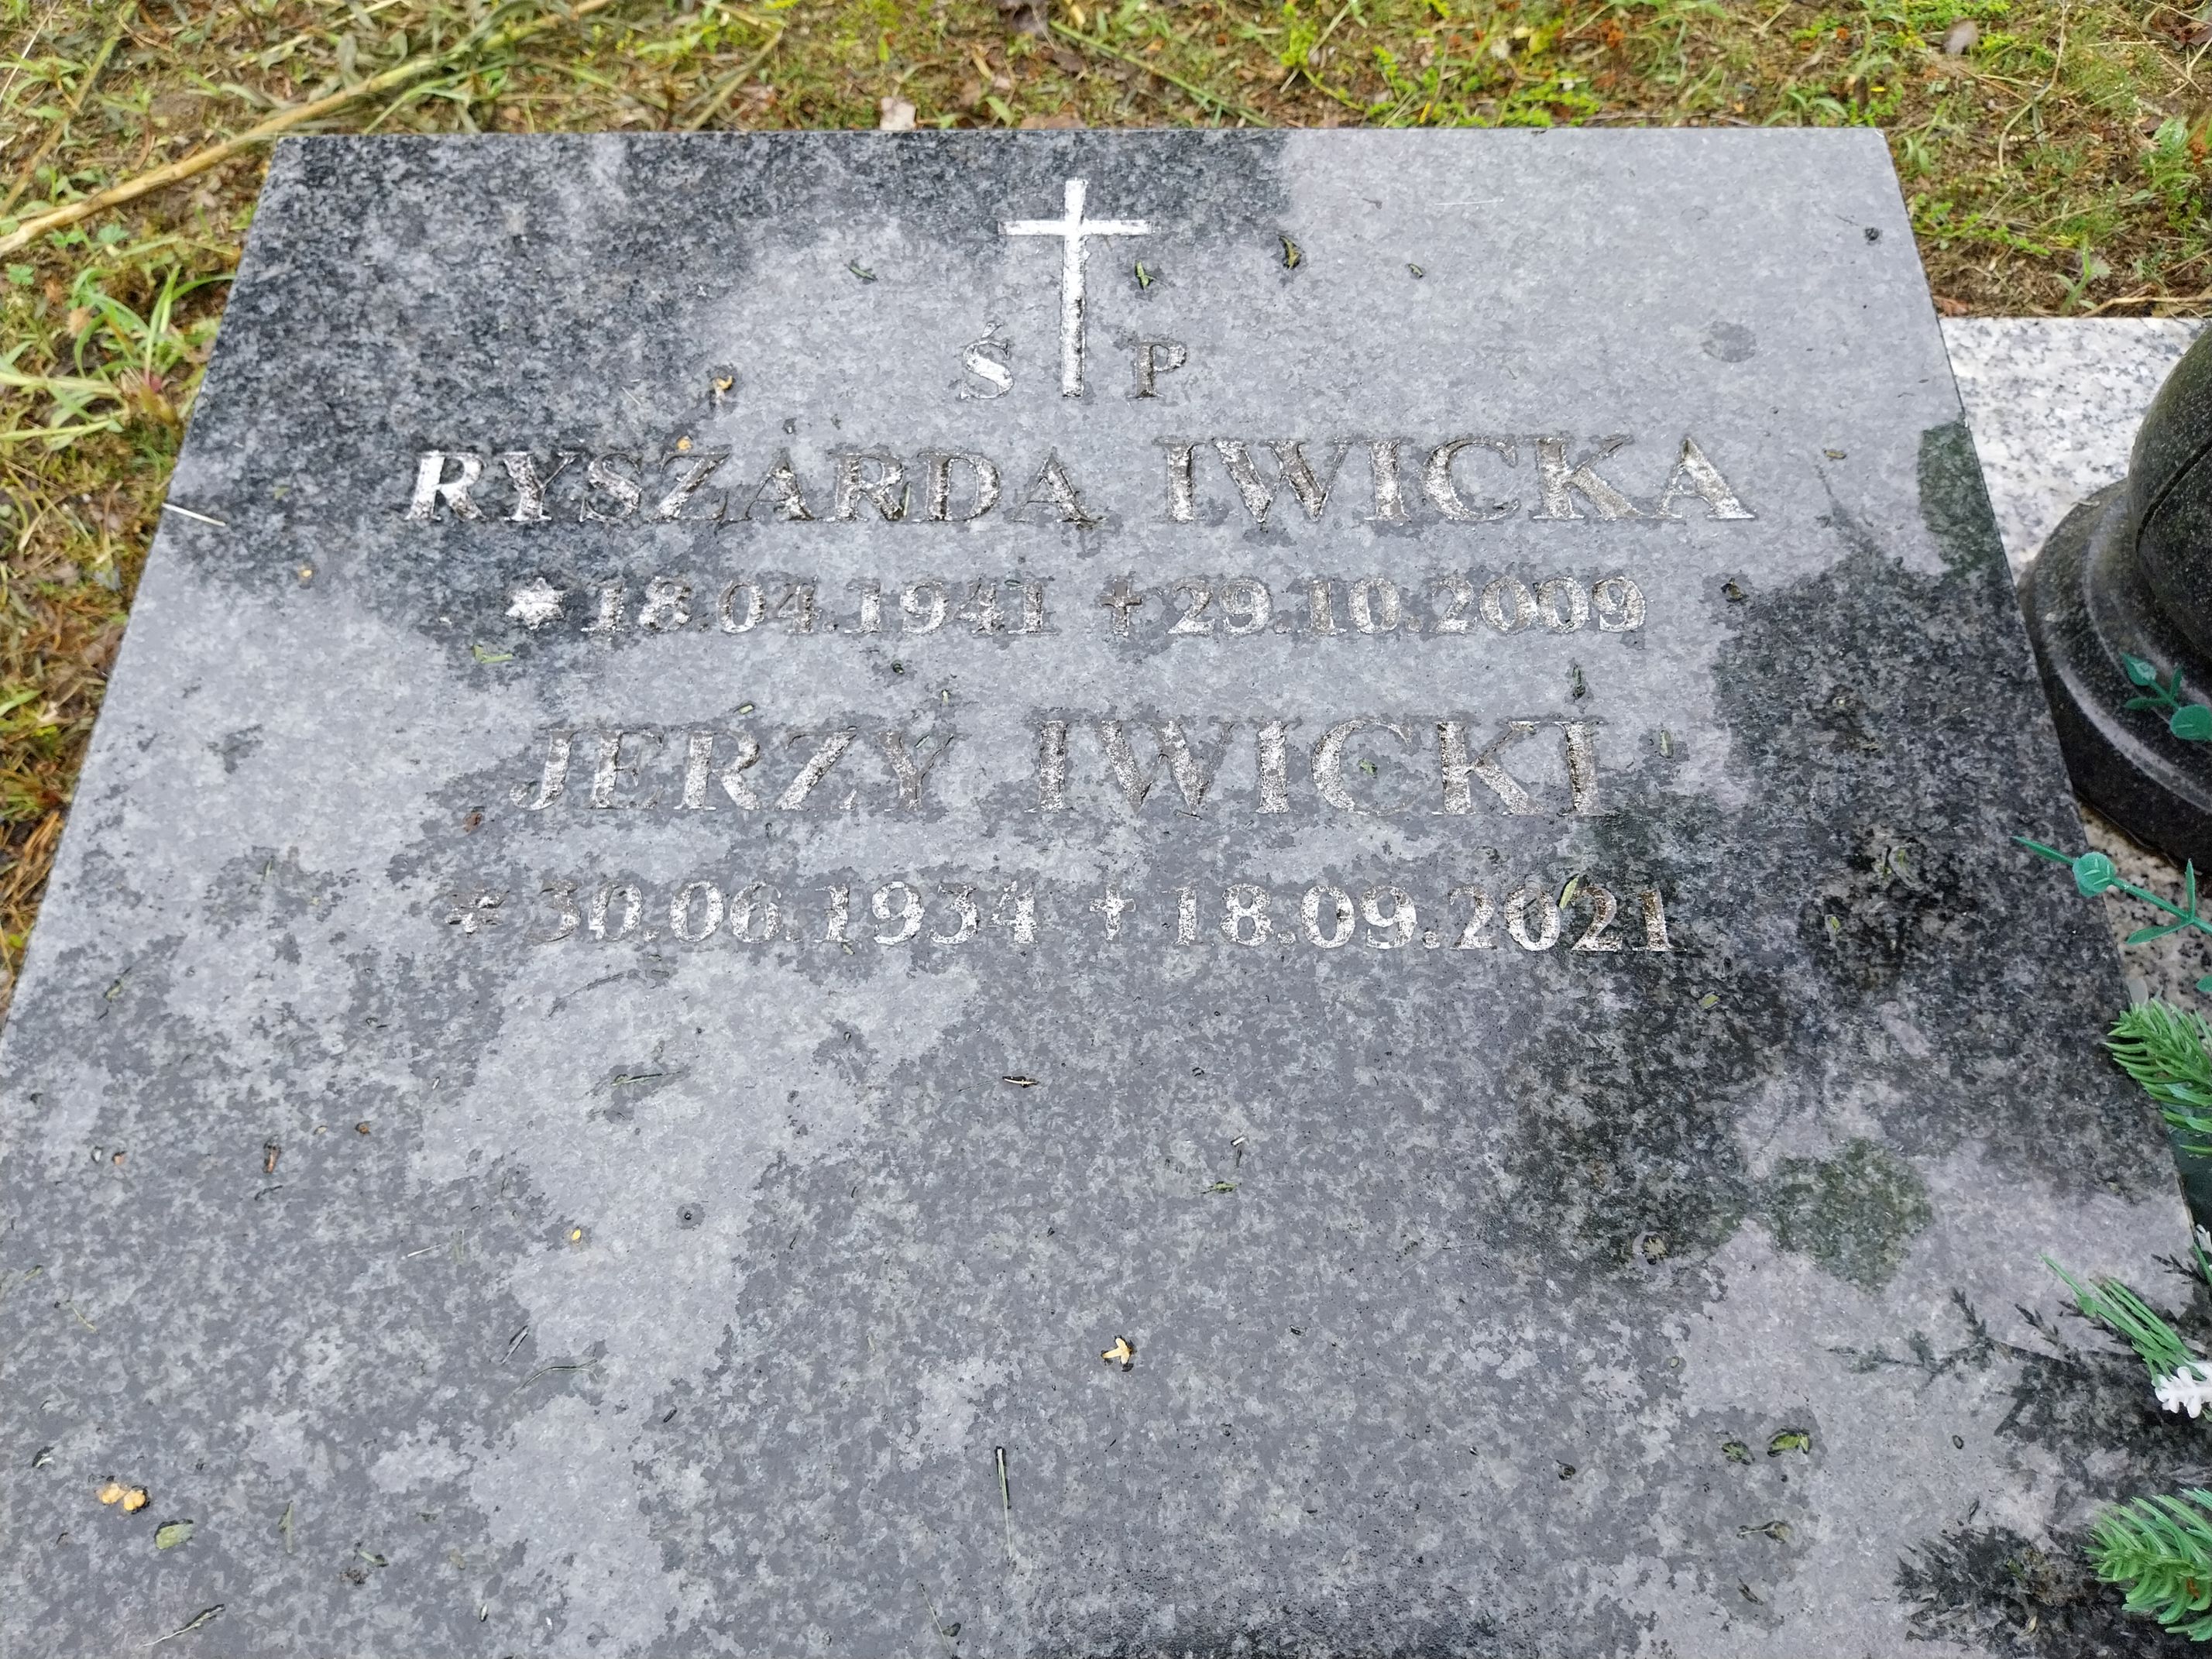 Ś P
RYSZARDA IWICKA
* 18.04.1941 † 29.10.2009
JERZY IWICKI
* 30.06.1934 † 18.09.2021